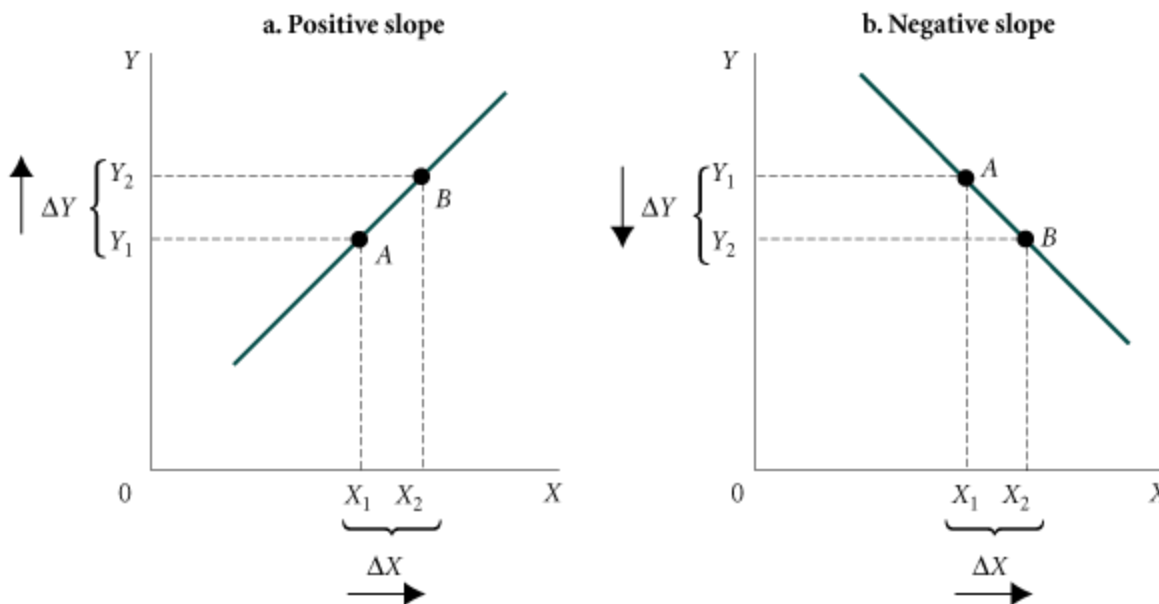 a. Positive slope
Y
Y₂
ΔY {
B
Y₁
A
0
X₁ X₂ X
ΔX
b. Negative slope
Y
Y₁
A
ΔY {
Y₂
B
0
X₁ X₂ X
ΔX